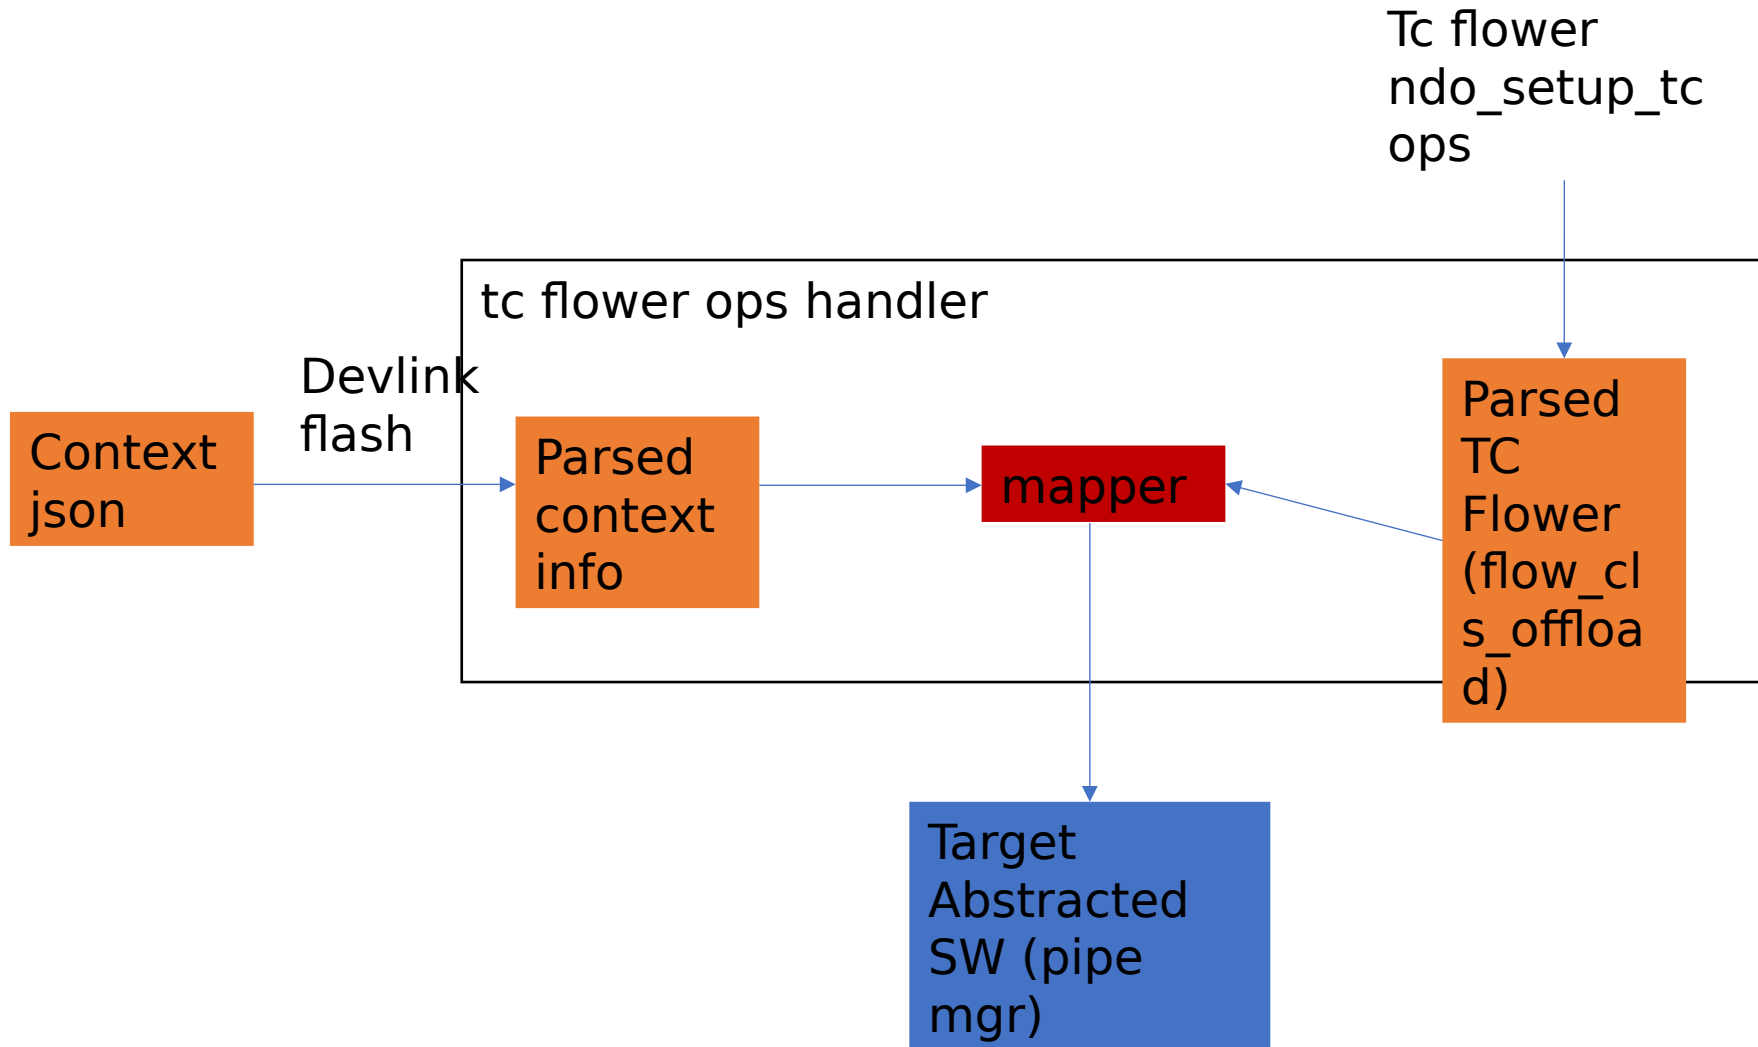 Tc flower
ndo_setup_tc
ops
tc flower ops handler
Devlink
flash
Context
json
Parsed
context
info
mapper
Parsed
TC
Flower
(flow_cl
s_offloa
d)
Target
Abstracted
SW (pipe
mgr)